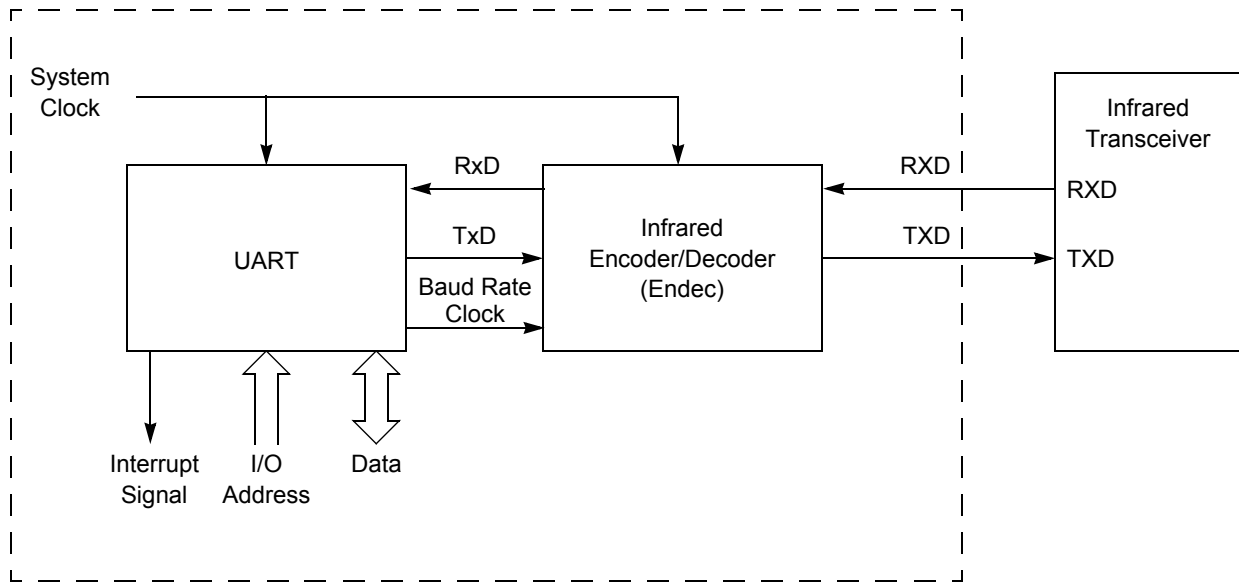 System
Clock
Infrared
Transceiver
RxD
RXD
RXD
TxD
TXD
TXD
UART
Infrared
Encoder/Decoder
(Endec)
Baud Rate
Clock
Interrupt
Signal
I/O
Address
Data